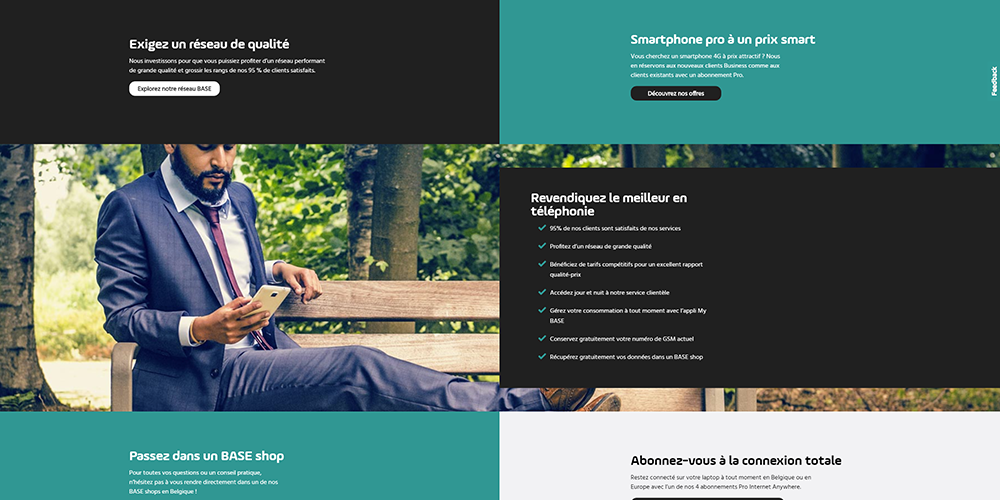 Exigez un réseau de qualité
Nous investissons pour que vous puissiez profiter d'un réseau performant
de grande qualité et grossir les rangs de nos 95 % de clients satisfaits.
Explorez notre réseau BASE
Smartphone pro à un prix smart
Vous cherchez un smartphone 4G à prix attractif ? Nous
en réservons aux nouveaux clients Business comme aux
clients existants avec un abonnement Pro.
Découvrez nos offres
Feedback
Revendiquez le meilleur en
téléphonie
95% de nos clients sont satisfaits de nos services
Profitez d'un réseau de grande qualité
Bénéficiez de tarifs compétitifs pour un excellent rapport
qualité-prix
Accédez jour et nuit à notre service clientèle
Gérez votre consommation à tout moment avec l'appli My
BASE
Conservez gratuitement votre numéro de GSM actuel
Récupérez gratuitement vos données dans un BASE shop
Passez dans un BASE shop
Pour toutes vos questions ou un conseil pratique,
n'hésitez pas à vous rendre directement dans un de nos
BASE shops en Belgique !
Abonnez-vous à la connexion totale
Restez connecté sur votre laptop à tout moment en Belgique ou en
Europe avec l'un de nos 4 abonnements Pro Internet Anywhere.